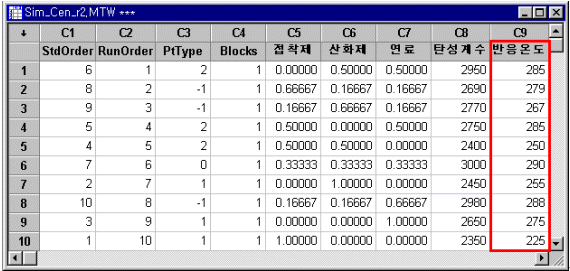 Sim_Cen_r2.MTW ***
↓ C1 C2 C3 C4 C5 C6 C7 C8 C9
StdOrder RunOrder PtType Blocks 접착제 산화제 연료 탄성계수 반응온도
1 6 1 2 1 0.00000 0.50000 0.50000 2950 285
2 8 2 -1 1 0.66667 0.16667 0.16667 2690 279
3 9 3 -1 1 0.16667 0.66667 0.16667 2770 267
4 5 4 2 1 0.50000 0.00000 0.50000 2750 285
5 4 5 2 1 0.50000 0.50000 0.00000 2400 250
6 7 6 0 1 0.33333 0.33333 0.33333 3000 290
7 2 7 1 1 0.00000 1.00000 0.00000 2450 255
8 10 8 -1 1 0.16667 0.16667 0.66667 2980 288
9 3 9 1 1 0.00000 0.00000 1.00000 2650 275
10 1 10 1 1 1.00000 0.00000 0.00000 2350 225